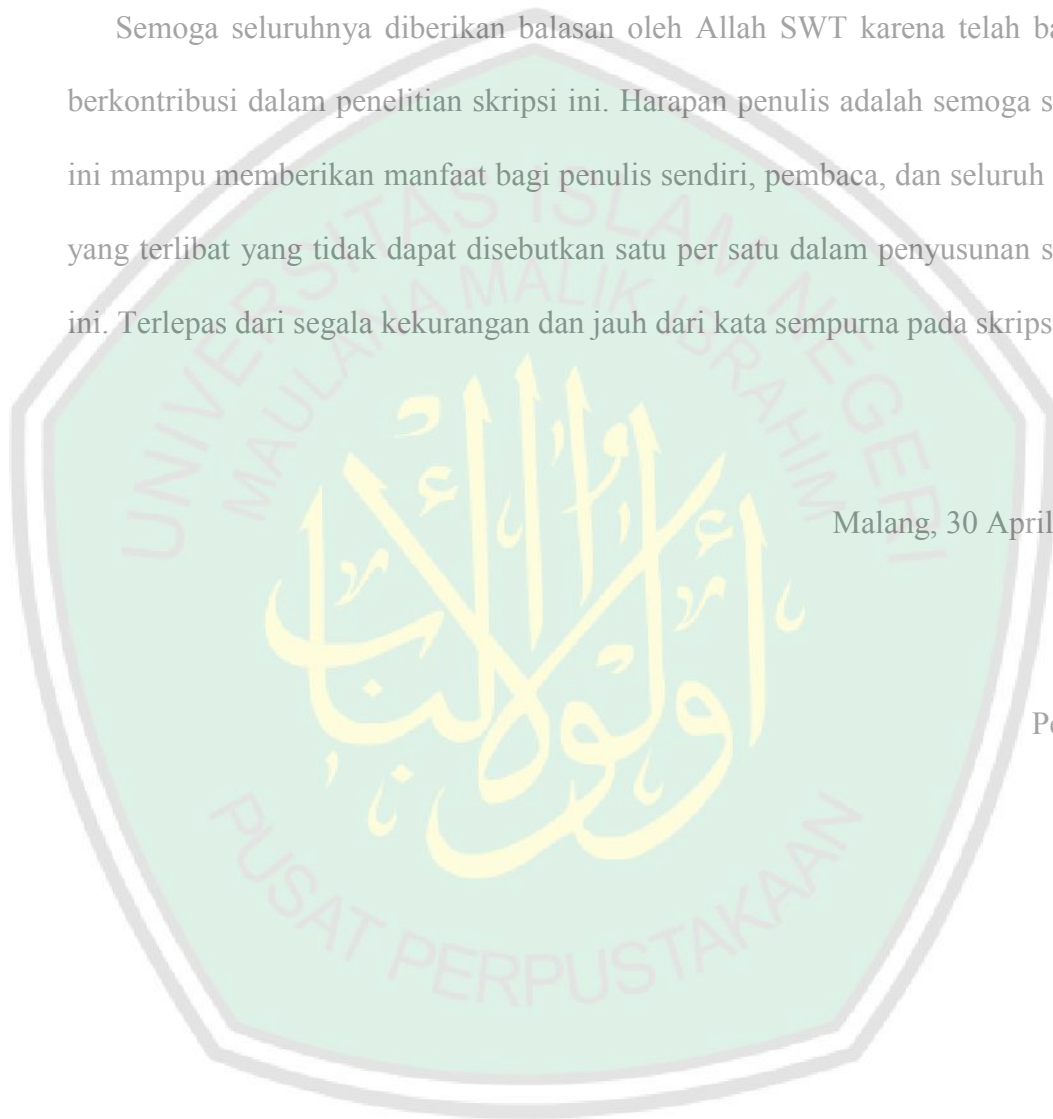 Semoga seluruhnya diberikan balasan oleh Allah SWT karena telah ba
berkontribusi dalam penelitian skripsi ini. Harapan penulis adalah semoga s
ini mampu memberikan manfaat bagi penulis sendiri, pembaca, dan seluruh
yang terlibat yang tidak dapat disebutkan satu per satu dalam penyusunan s
ini. Terlepas dari segala kekurangan dan jauh dari kata sempurna pada skrips
UNIVERSITAS ISLAM NEGERI
MAULANA MALIK IBRAHIM
Malang, 30 April
أولوا الألباب
Pe
PUSAT PERPUSTAKAAN